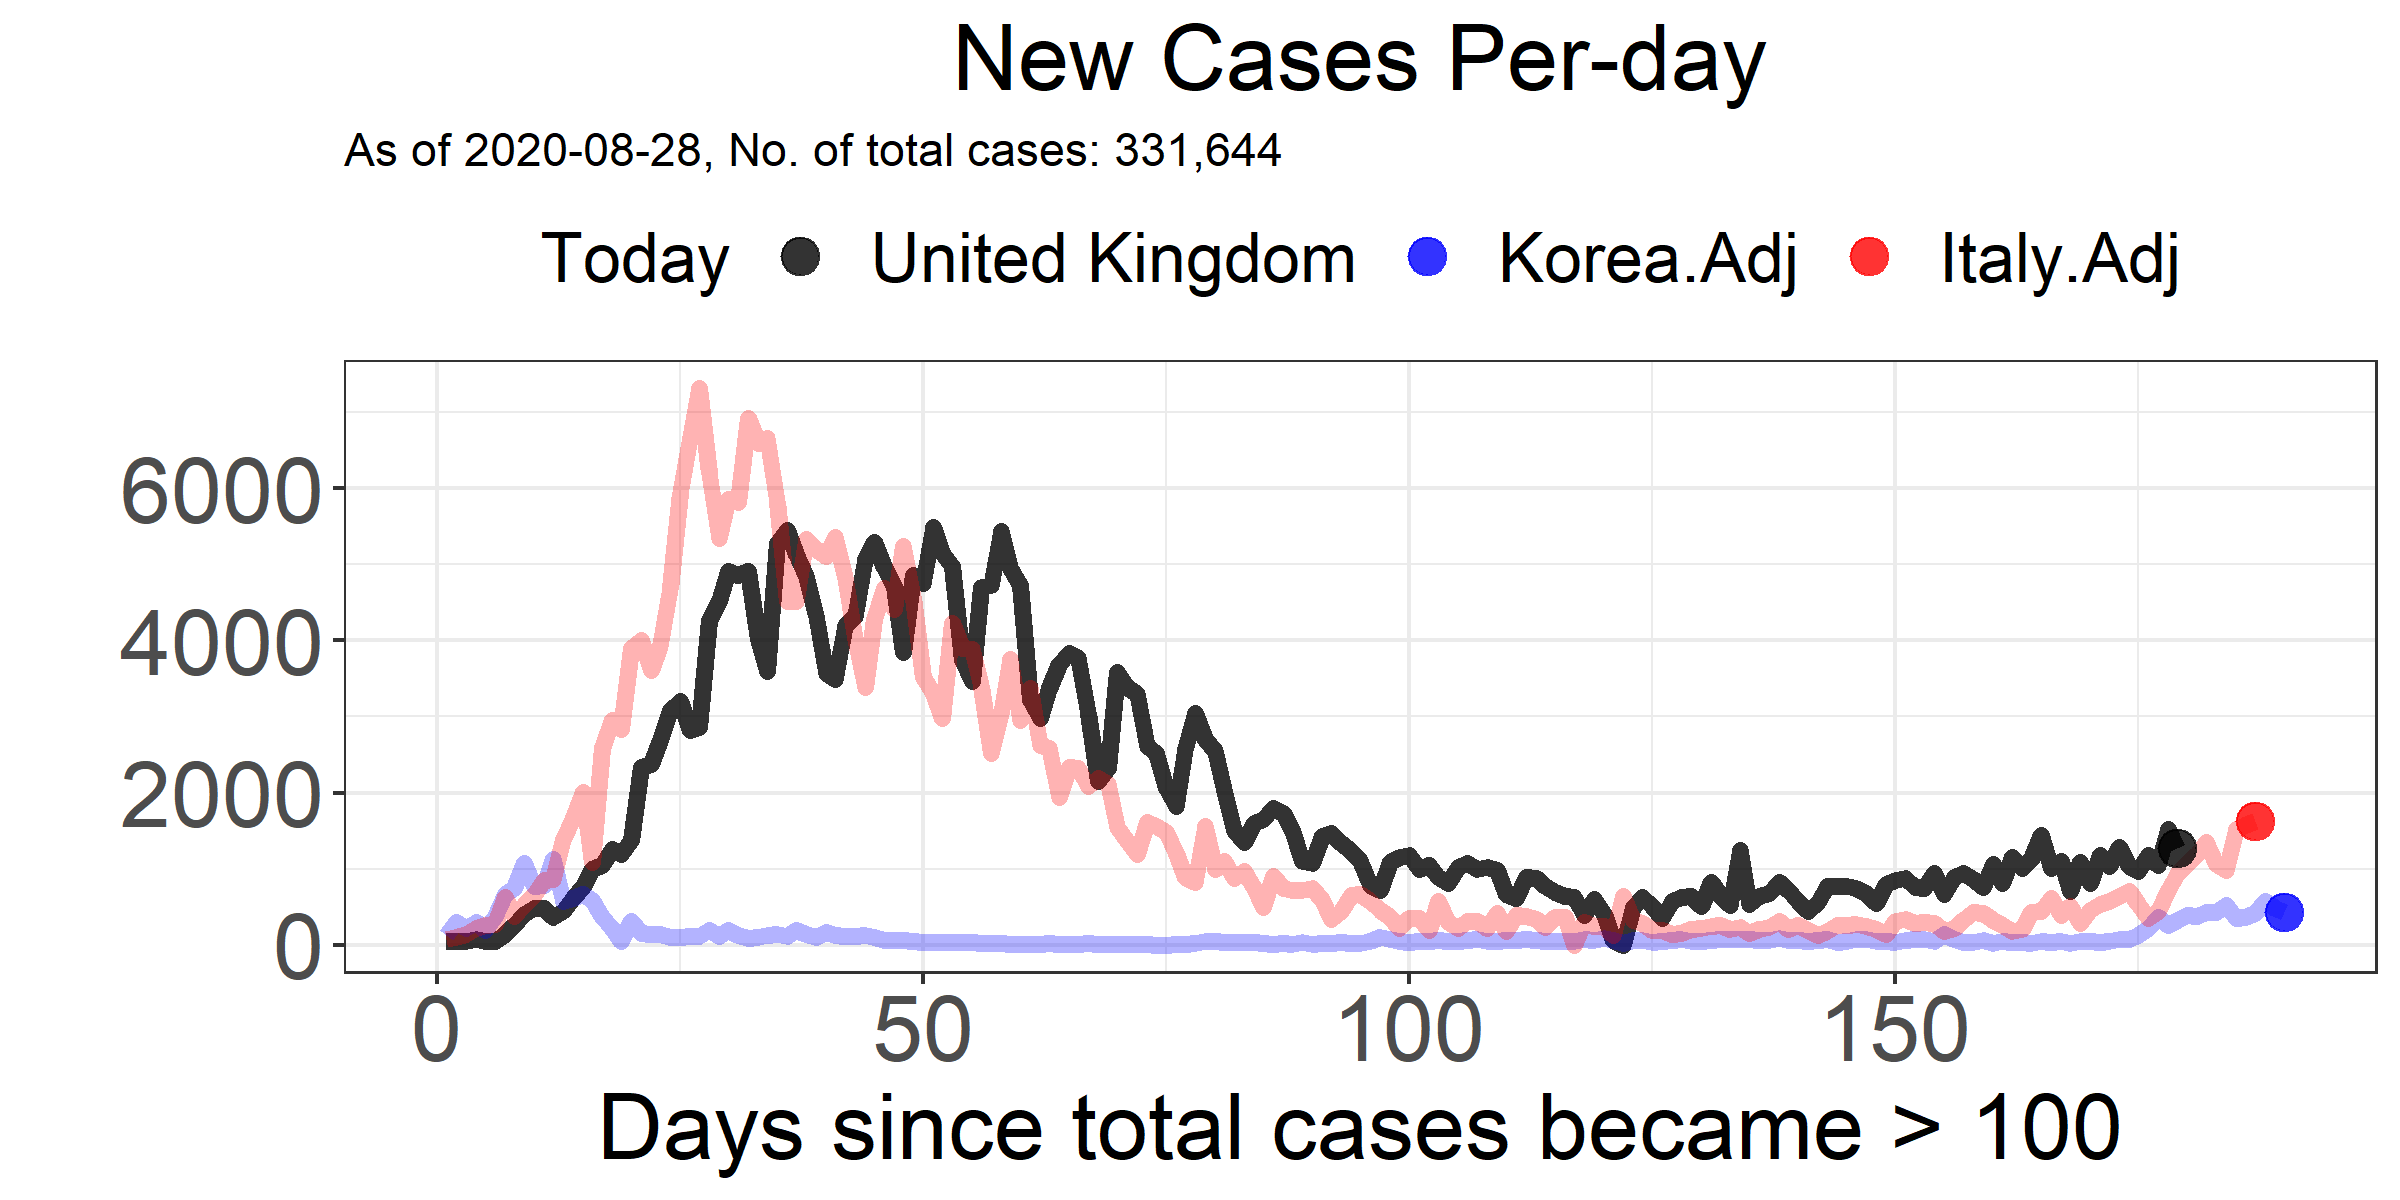 New Cases Per-day
As of 2020-08-28, No. of total cases: 331,644
Today United Kingdom Korea.Adj Italy.Adj
6000
4000
2000
0
0 50 100 150
Days since total cases became > 100